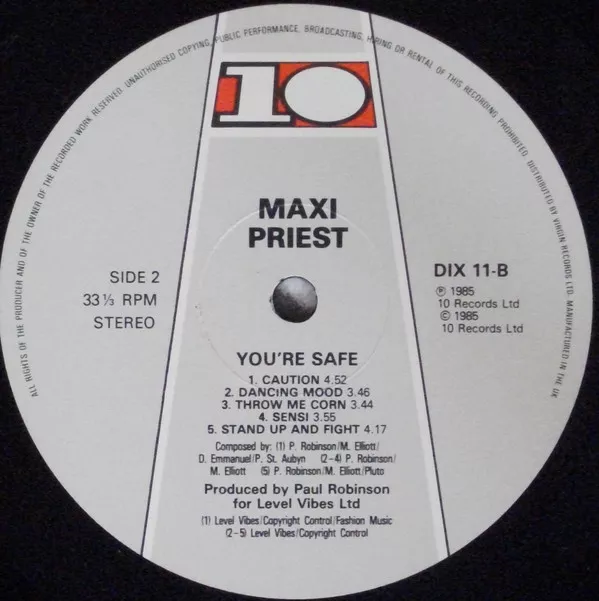 ALL RIGHTS OF THE PRODUCER AND OF THE OWNER OF THE RECORDED WORK RESERVED. UNAUTHORISED COPYING, PUBLIC PERFORMANCE, BROADCASTING, HIRING OR RENTAL OF THIS RECORDING PROHIBITED. DISTRIBUTED BY VIRGIN RECORDS LTD. MANUFACTURED IN THE UK
10
MAXI
PRIEST
SIDE 2
33⅓ RPM
STEREO
DIX 11-B
℗ 1985
10 Records Ltd
© 1985
10 Records Ltd
YOU'RE SAFE
1. CAUTION 4.52
2. DANCING MOOD 3.46
3. THROW ME CORN 3.44
4. SENSI 3.55
5. STAND UP AND FIGHT 4.17
Composed by: (1) P. Robinson/M. Elliott/
D. Emmanuel/P. St. Aubyn (2-4) P. Robinson/
M. Elliott (5) P. Robinson/M. Elliott/Pluto
Produced by Paul Robinson
for Level Vibes Ltd
(1) Level Vibes/Copyright Control/Fashion Music
(2-5) Level Vibes/Copyright Control